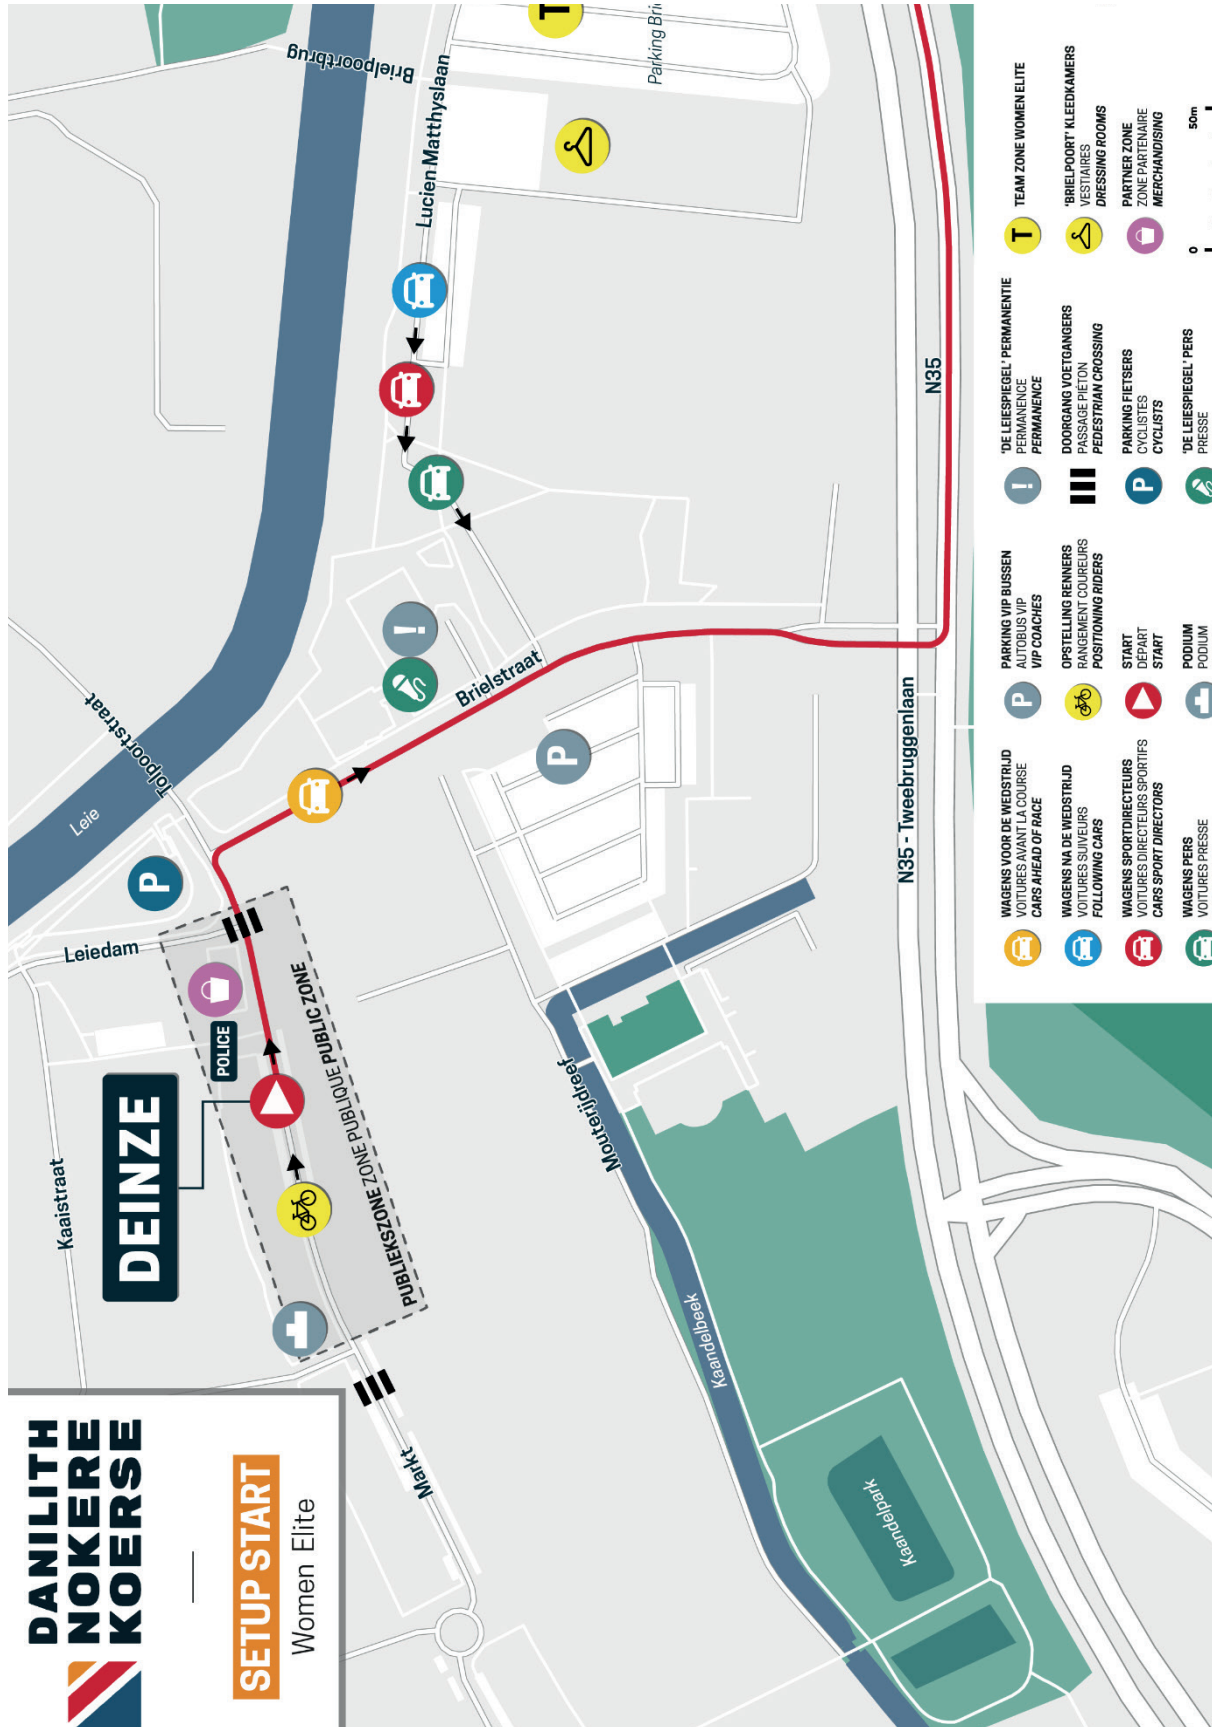 DANILITH
NOKERE
KOERSE
SETUP START
Women Elite
DEINZE
Kaaistraat
Leiedam
POLICE
P
Leie
Tolpoortstraat
Brielpoortbrug
Lucien Matthyslaan
T
Parking Bri
PUBLIEKSZONE ZONE PUBLIQUE PUBLIC ZONE
Markt
Brielstraat
!
P
Mouterijdreef
Kaandelbeek
Kaandelpark
N35 - Tweebruggenlaan
N35
WAGENS VOOR DE WEDSTRIJD
VOITURES AVANT LA COURSE
CARS AHEAD OF RACE
WAGENS NA DE WEDSTRIJD
VOITURES SUIVEURS
FOLLOWING CARS
WAGENS SPORTDIRECTEURS
VOITURES DIRECTEURS SPORTIFS
CARS SPORT DIRECTORS
WAGENS PERS
VOITURES PRESSE
P
PARKING VIP BUSSEN
AUTOBUS VIP
VIP COACHES
OPSTELLING RENNERS
RANGEMENT COUREURS
POSITIONING RIDERS
START
DÉPART
START
PODIUM
PODIUM
!
'DE LEIESPIEGEL' PERMANENTIE
PERMANENCE
PERMANENCE
DOORGANG VOETGANGERS
PASSAGE PIÉTON
PEDESTRIAN CROSSING
P
PARKING FIETSERS
CYCLISTES
CYCLISTS
'DE LEIESPIEGEL' PERS
PRESSE
T
TEAM ZONE WOMEN ELITE
'BRIELPOORT' KLEEDKAMERS
VESTIAIRES
DRESSING ROOMS
PARTNER ZONE
ZONE PARTENAIRE
MERCHANDISING
0 50m